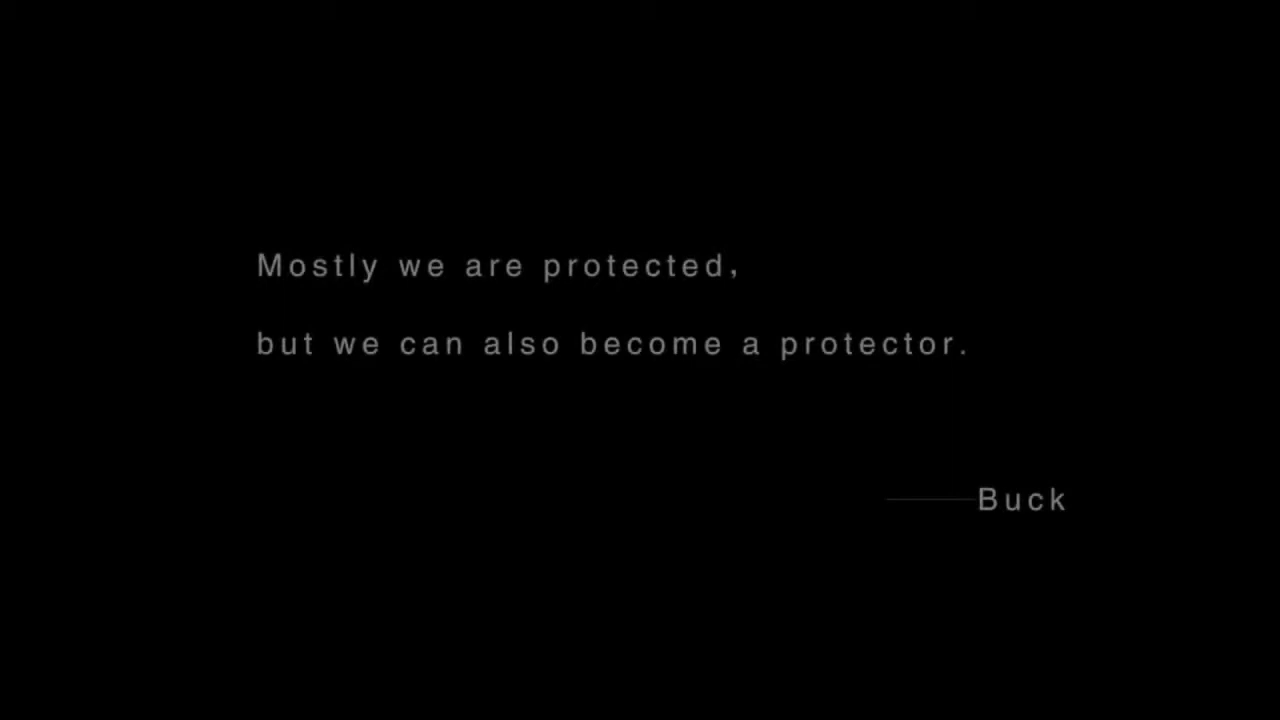 Mostly we are protected,
but we can also become a protector.
——Buck